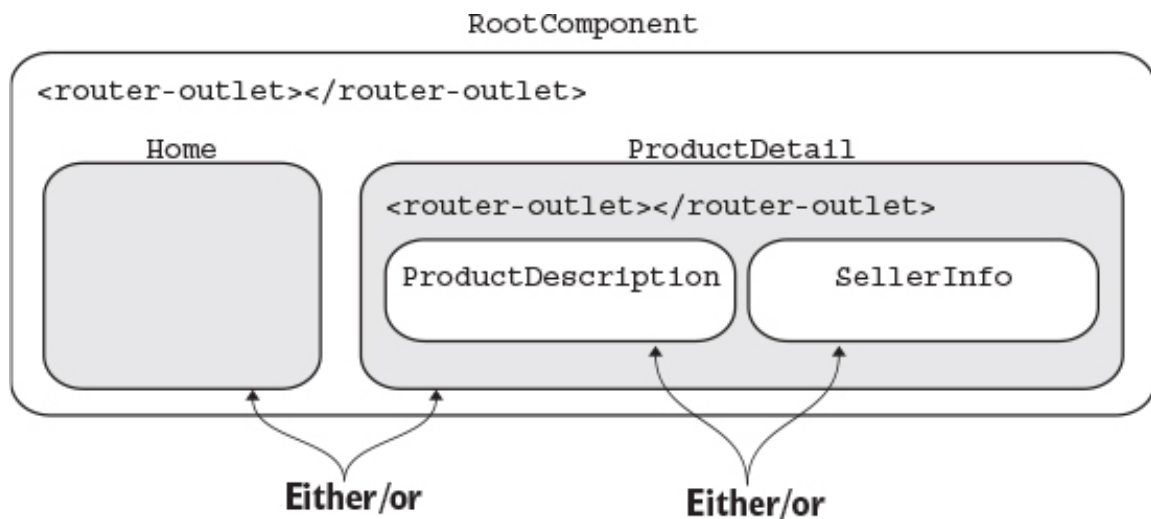 RootComponent
<router-outlet></router-outlet>
Home
ProductDetail
<router-outlet></router-outlet>
ProductDescription
SellerInfo
Either/or
Either/or